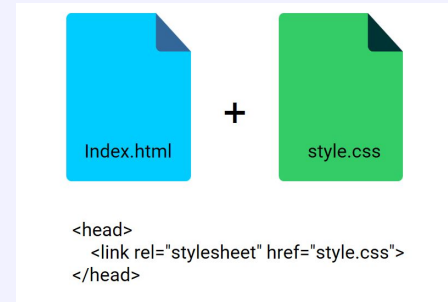 Index.html
+
style.css
<head>
<link rel="stylesheet" href="style.css">
</head>